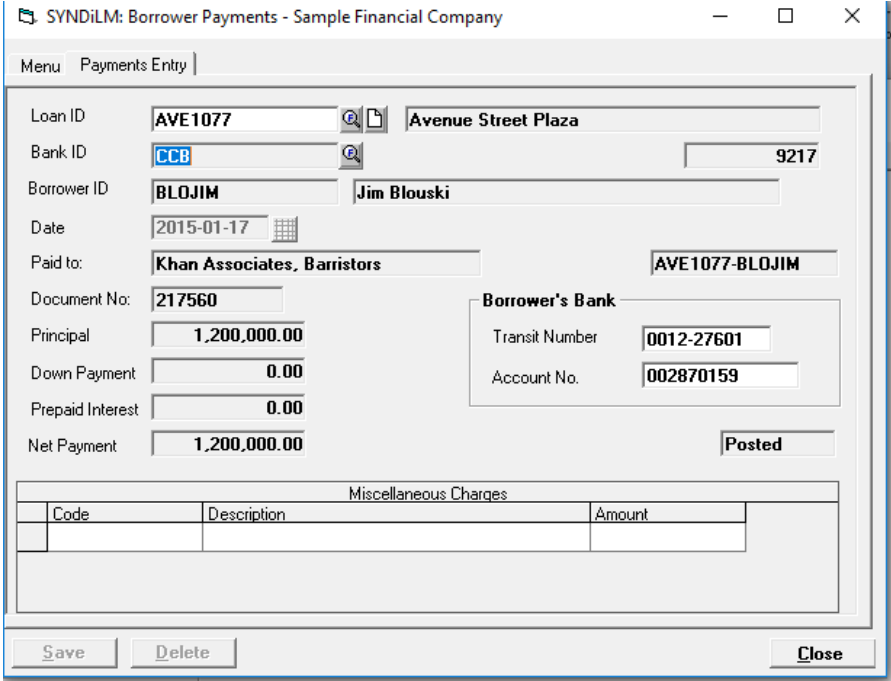 SYNDiLM: Borrower Payments - Sample Financial Company
Menu Payments Entry
Loan ID AVE1077 Avenue Street Plaza
Bank ID CCB 9217
Borrower ID BLOJIM Jim Blouski
Date 2015-01-17
Paid to: Khan Associates, Barristors AVE1077-BLOJIM
Document No: 217560 Borrower's Bank
Principal 1,200,000.00 Transit Number 0012-27601
Down Payment 0.00 Account No. 002870159
Prepaid Interest 0.00
Net Payment 1,200,000.00 Posted
Miscellaneous Charges
Code Description Amount
Save Delete Close